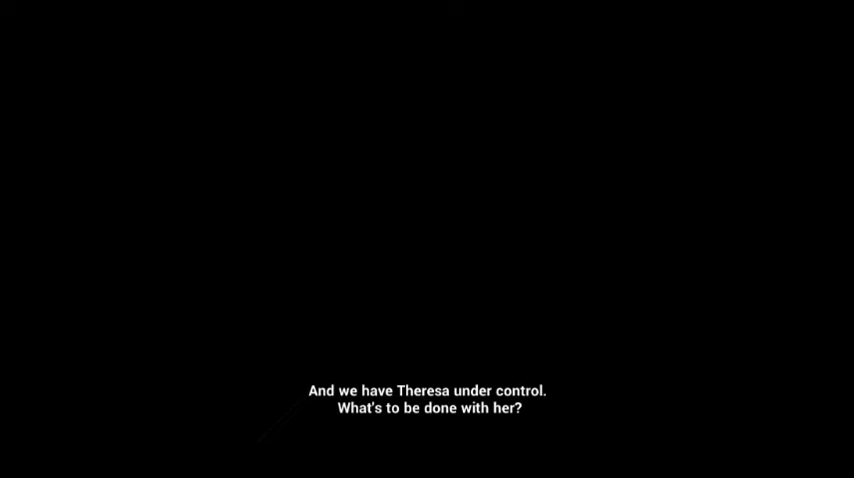 And we have Theresa under control.
What's to be done with her?